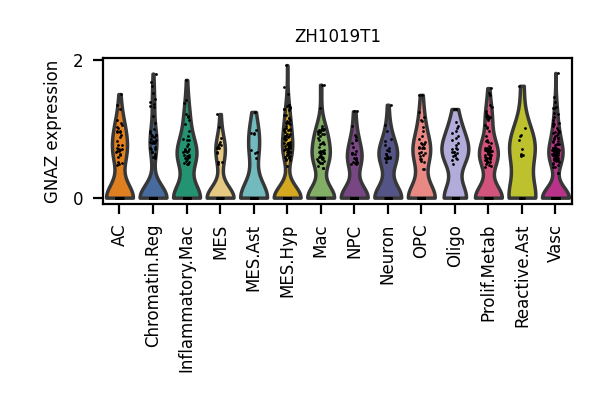 ZH1019T1
GNAZ expression
2
0
AC
Chromatin.Reg
Inflammatory.Mac
MES
MES.Ast
MES.Hyp
Mac
NPC
Neuron
OPC
Oligo
Prolif.Metab
Reactive.Ast
Vasc